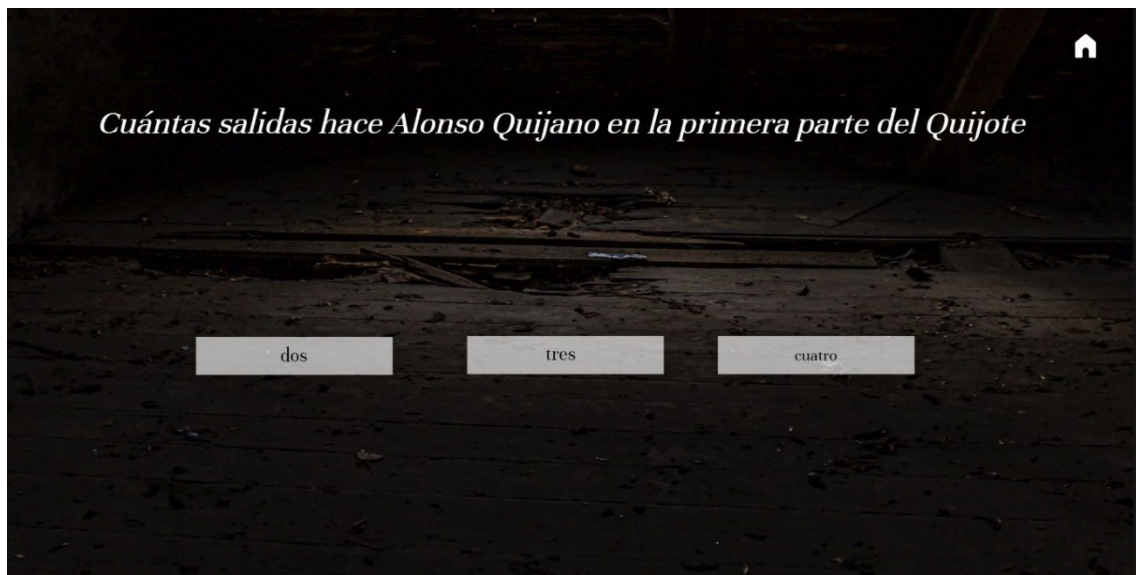 Cuántas salidas hace Alonso Quijano en la primera parte del Quijote
dos
tres
cuatro